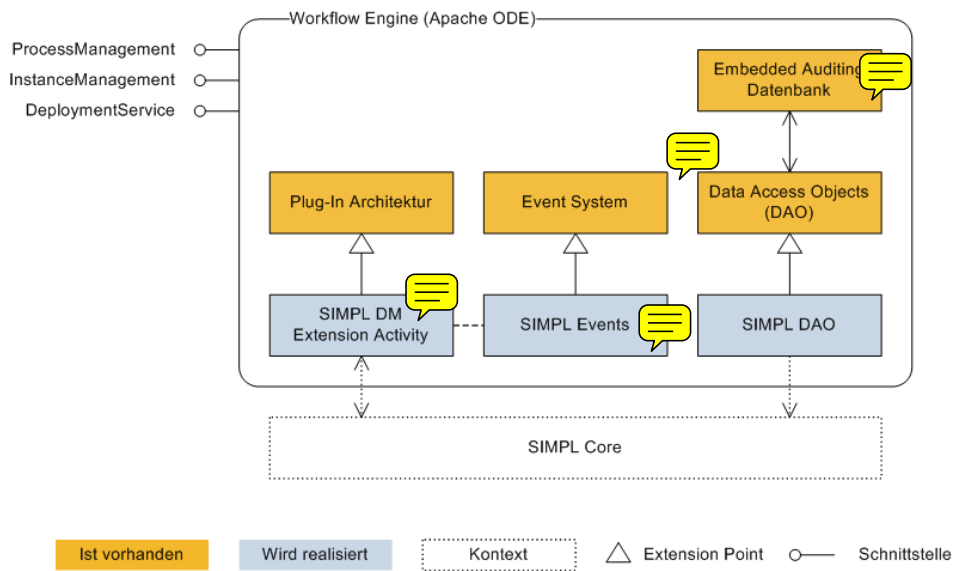 Workflow Engine (Apache ODE)
ProcessManagement
InstanceManagement
DeploymentService
Embedded Auditing
Datenbank
Plug-In Architektur
Event System
Data Access Objects
(DAO)
SIMPL DM
Extension Activity
SIMPL Events
SIMPL DAO
SIMPL Core
Ist vorhanden
Wird realisiert
Kontext
Extension Point
Schnittstelle